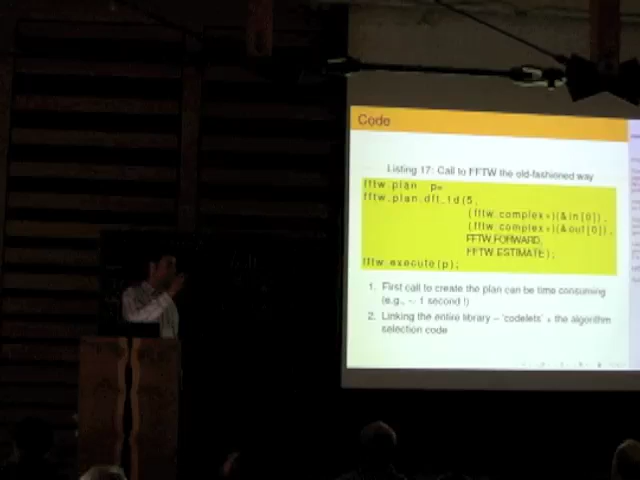 Code
Listing 17: Call to FFTW the old-fashioned way
fftw_plan p=
fftw_plan_dft_1d(5,
(fftw_complex*)(&in[0]),
(fftw_complex*)(&out[0]),
FFTW_FORWARD,
FFTW_ESTIMATE);
fftw_execute(p);
1. First call to create the plan can be time consuming
(e.g., ~ 1 second !)
2. Linking the entire library – 'codelets' + the algorithm
selection code